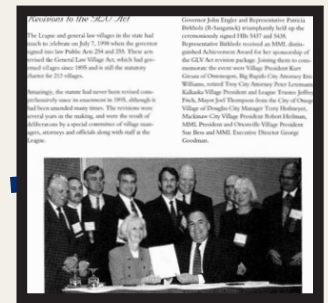 Revisions to the GLV Act
The League and general law villages in the state had
much to celebrate on July 7, 1998 when the governor
signed into law Public Acts 254 and 255. These acts
revised the General Law Village Act, which had gov-
erned villages since 1895 and is still the statutory
charter for 213 villages.
Amazingly, the statute had never been revised com-
prehensively since its enactment in 1895, although it
had been amended many times. The revisions were
several years in the making, and were the result of
deliberations by a special committee of village man-
agers, attorneys and officials along with staff at the
League.
Governor John Engler and Representative Patricia
Birkholz (R-Saugatuck) triumphantly held up the
ceremoniously signed HBs 5437 and 5438.
Representative Birkholz received an MML distin-
guished Achievement Award for her sponsorship of
the GLV Act revision package. Joining them to com-
memorate the event were Village President Kurt
Giesau of Ontonagon, Big Rapids City Attorney Eric
Williams, retired Troy City Attorney Peter Letzmann
Kalkaska Village President and League Trustee Jeffrey
Fitch, Mayor Joel Thompson from the City of Omer
Village of Douglas City Manager Terry Hofmeyer,
Mackinaw City Village President Robert Heilman,
MML President and Ortonville Village President
Sue Bess and MML Executive Director George
Goodman.